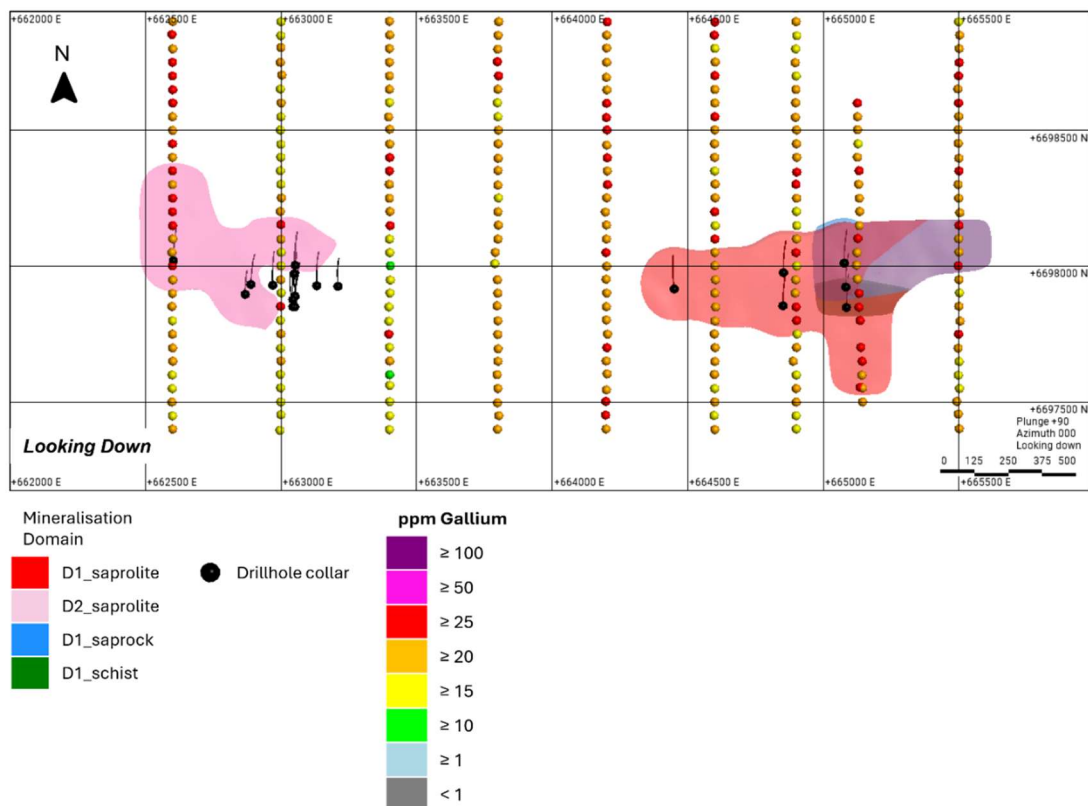 +662000 E +662500 E +663000 E +663500 E +664000 E +664500 E +665000 E +665500 E
N
+6698500 N
+6698000 N
+6697500 N
Looking Down
Plunge +90
Azimuth 000
Looking down
0 125 250 375 500
+662000 E +662500 E +663000 E +663500 E +664000 E +664500 E +665000 E +665500 E
Mineralisation
Domain
D1_saprolite
D2_saprolite
D1_saprock
D1_schist
Drillhole collar
ppm Gallium
≥ 100
≥ 50
≥ 25
≥ 20
≥ 15
≥ 10
≥ 1
< 1